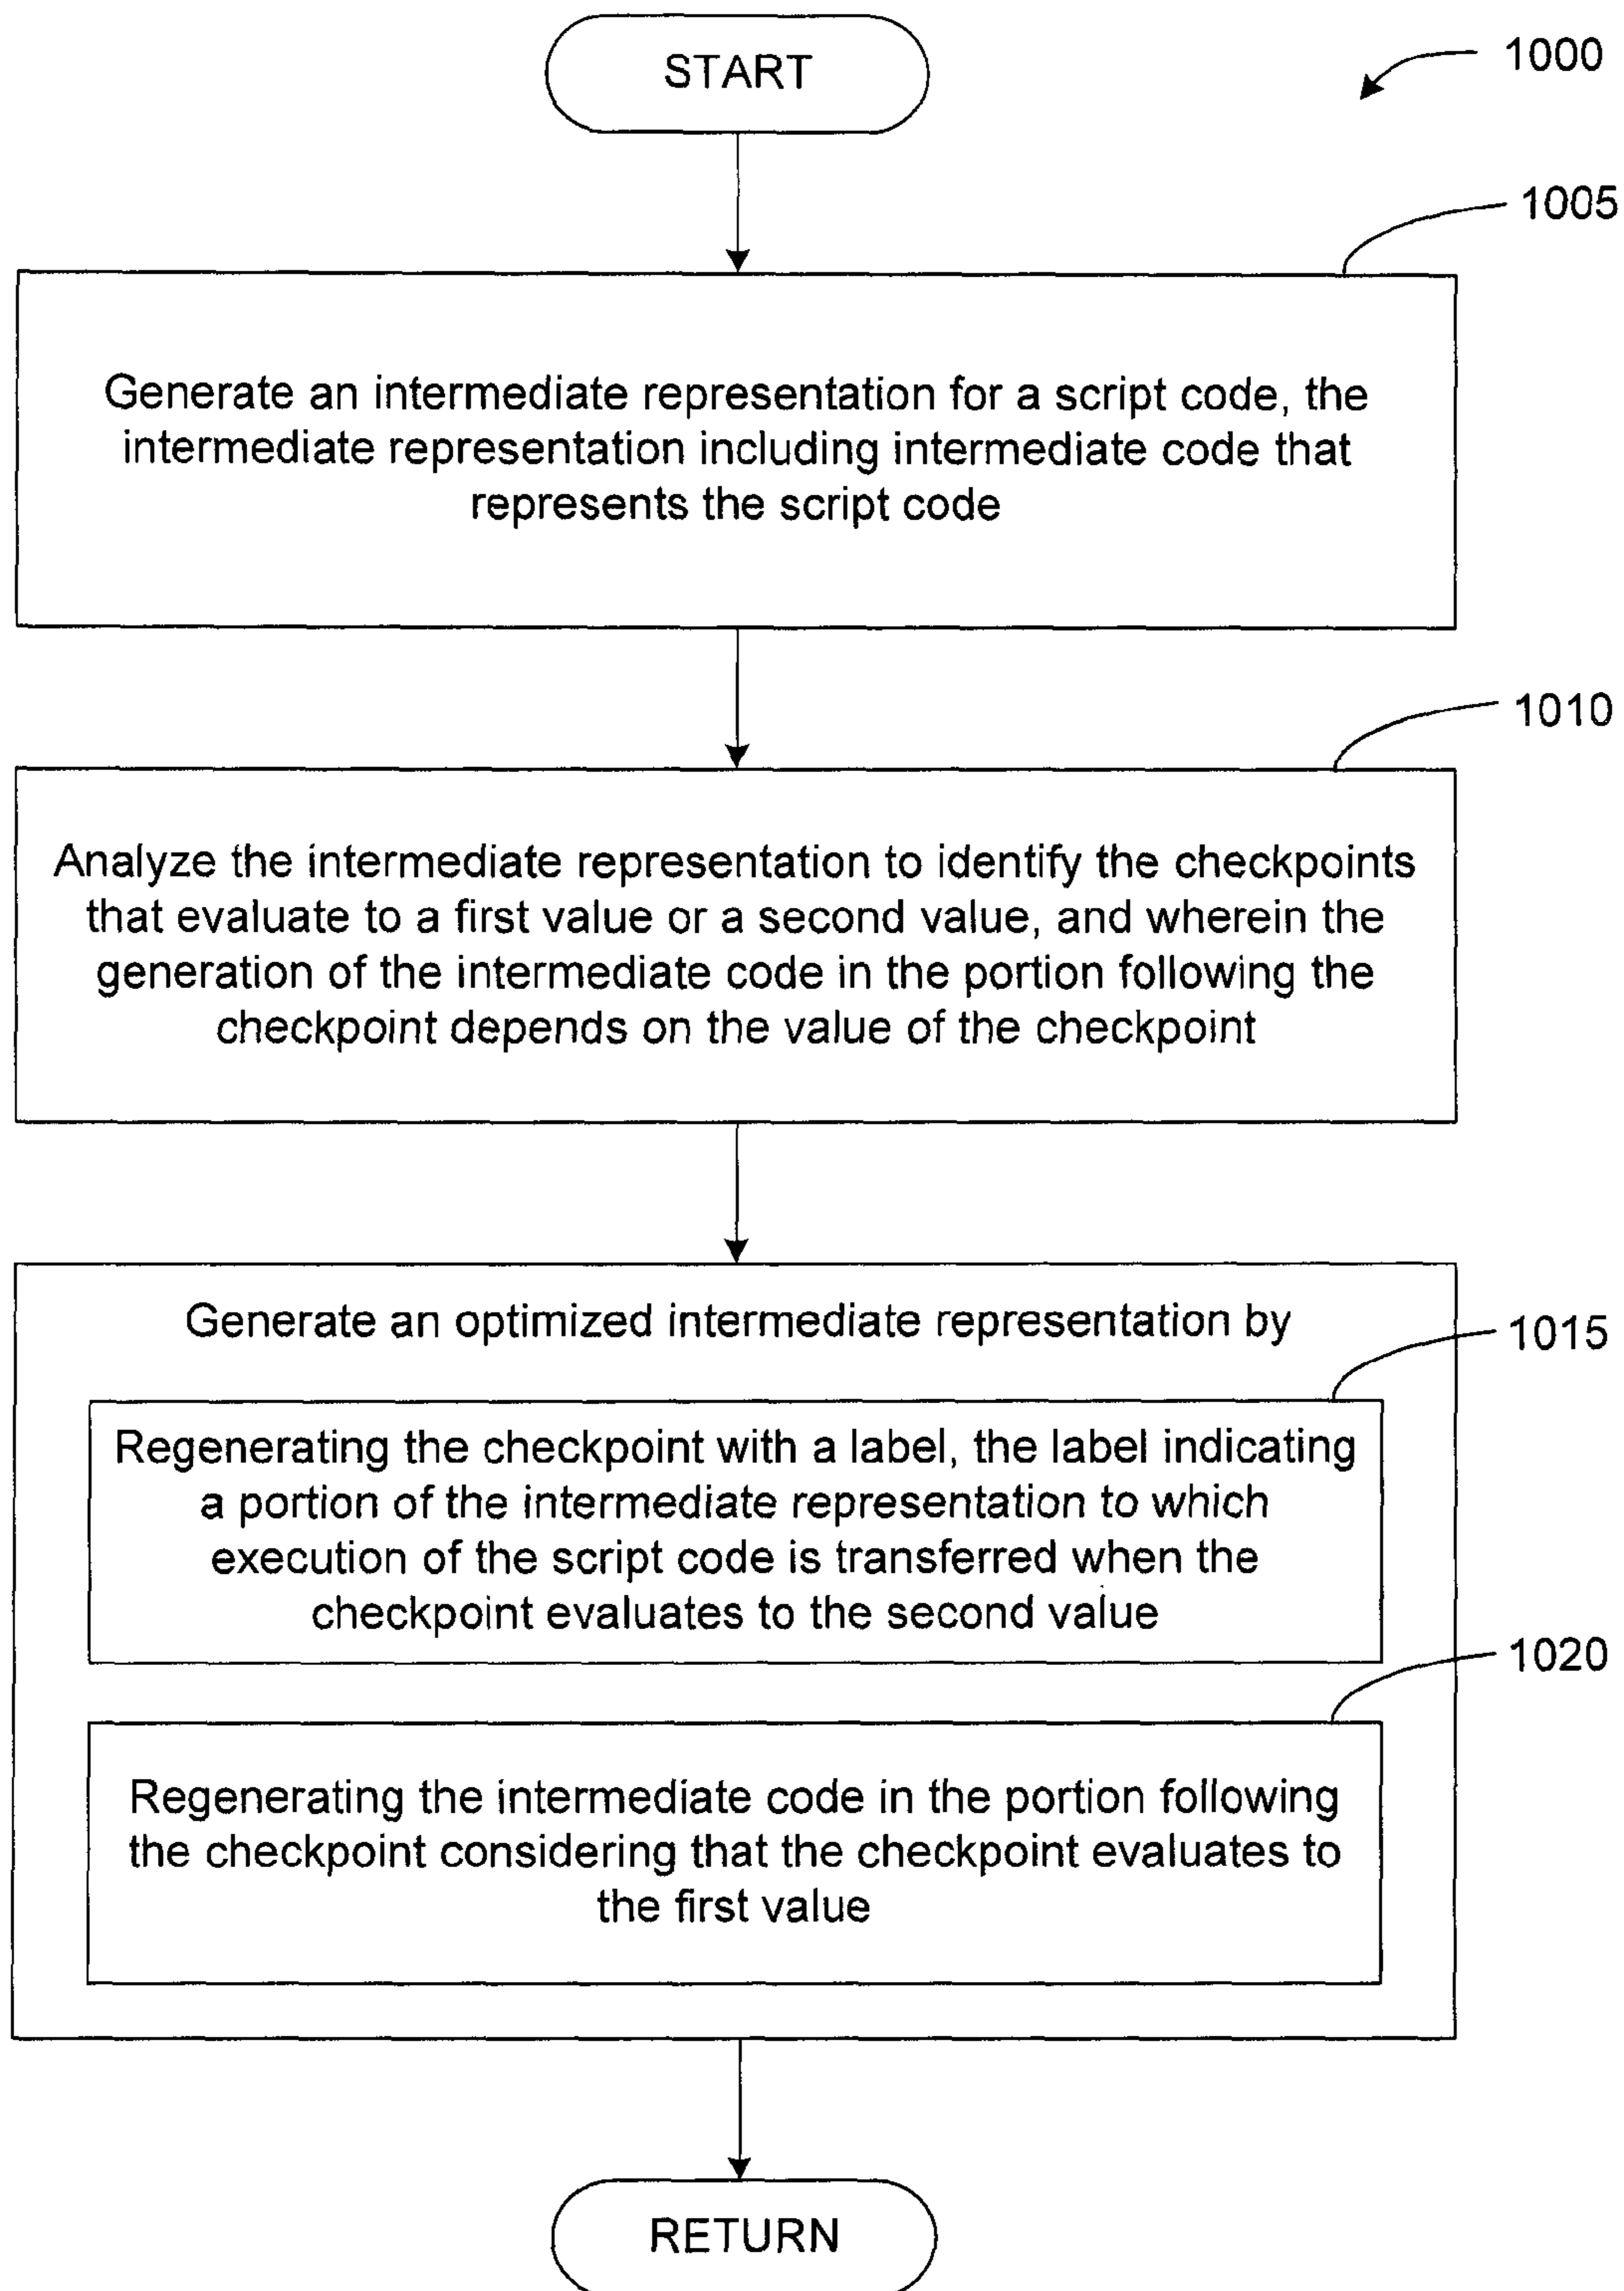 START
1000
1005
Generate an intermediate representation for a script code, the
intermediate representation including intermediate code that
represents the script code
1010
Analyze the intermediate representation to identify the checkpoints
that evaluate to a first value or a second value, and wherein the
generation of the intermediate code in the portion following the
checkpoint depends on the value of the checkpoint
Generate an optimized intermediate representation by
1015
Regenerating the checkpoint with a label, the label indicating
a portion of the intermediate representation to which
execution of the script code is transferred when the
checkpoint evaluates to the second value
1020
Regenerating the intermediate code in the portion following
the checkpoint considering that the checkpoint evaluates to
the first value
RETURN